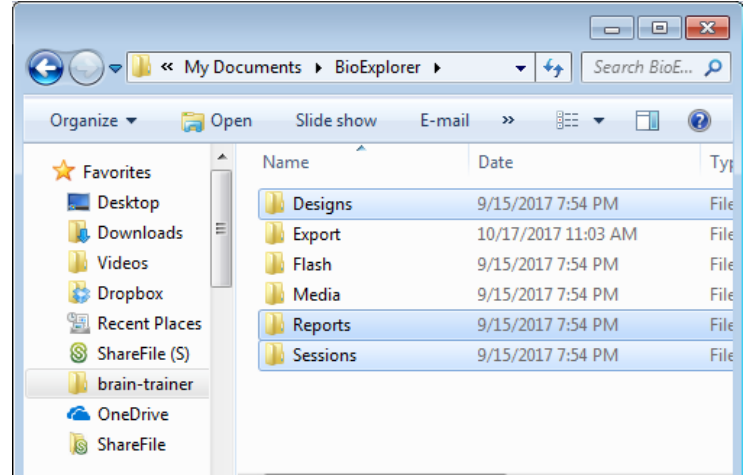 « My Documents ▸ BioExplorer ▸ Search BioE...
Organize Open Slide show E-mail »
Favorites
Desktop
Downloads
Videos
Dropbox
Recent Places
ShareFile (S)
brain-trainer
OneDrive
ShareFile
Name Date Typ
Designs 9/15/2017 7:54 PM File
Export 10/17/2017 11:03 AM File
Flash 9/15/2017 7:54 PM File
Media 9/15/2017 7:54 PM File
Reports 9/15/2017 7:54 PM File
Sessions 9/15/2017 7:54 PM File